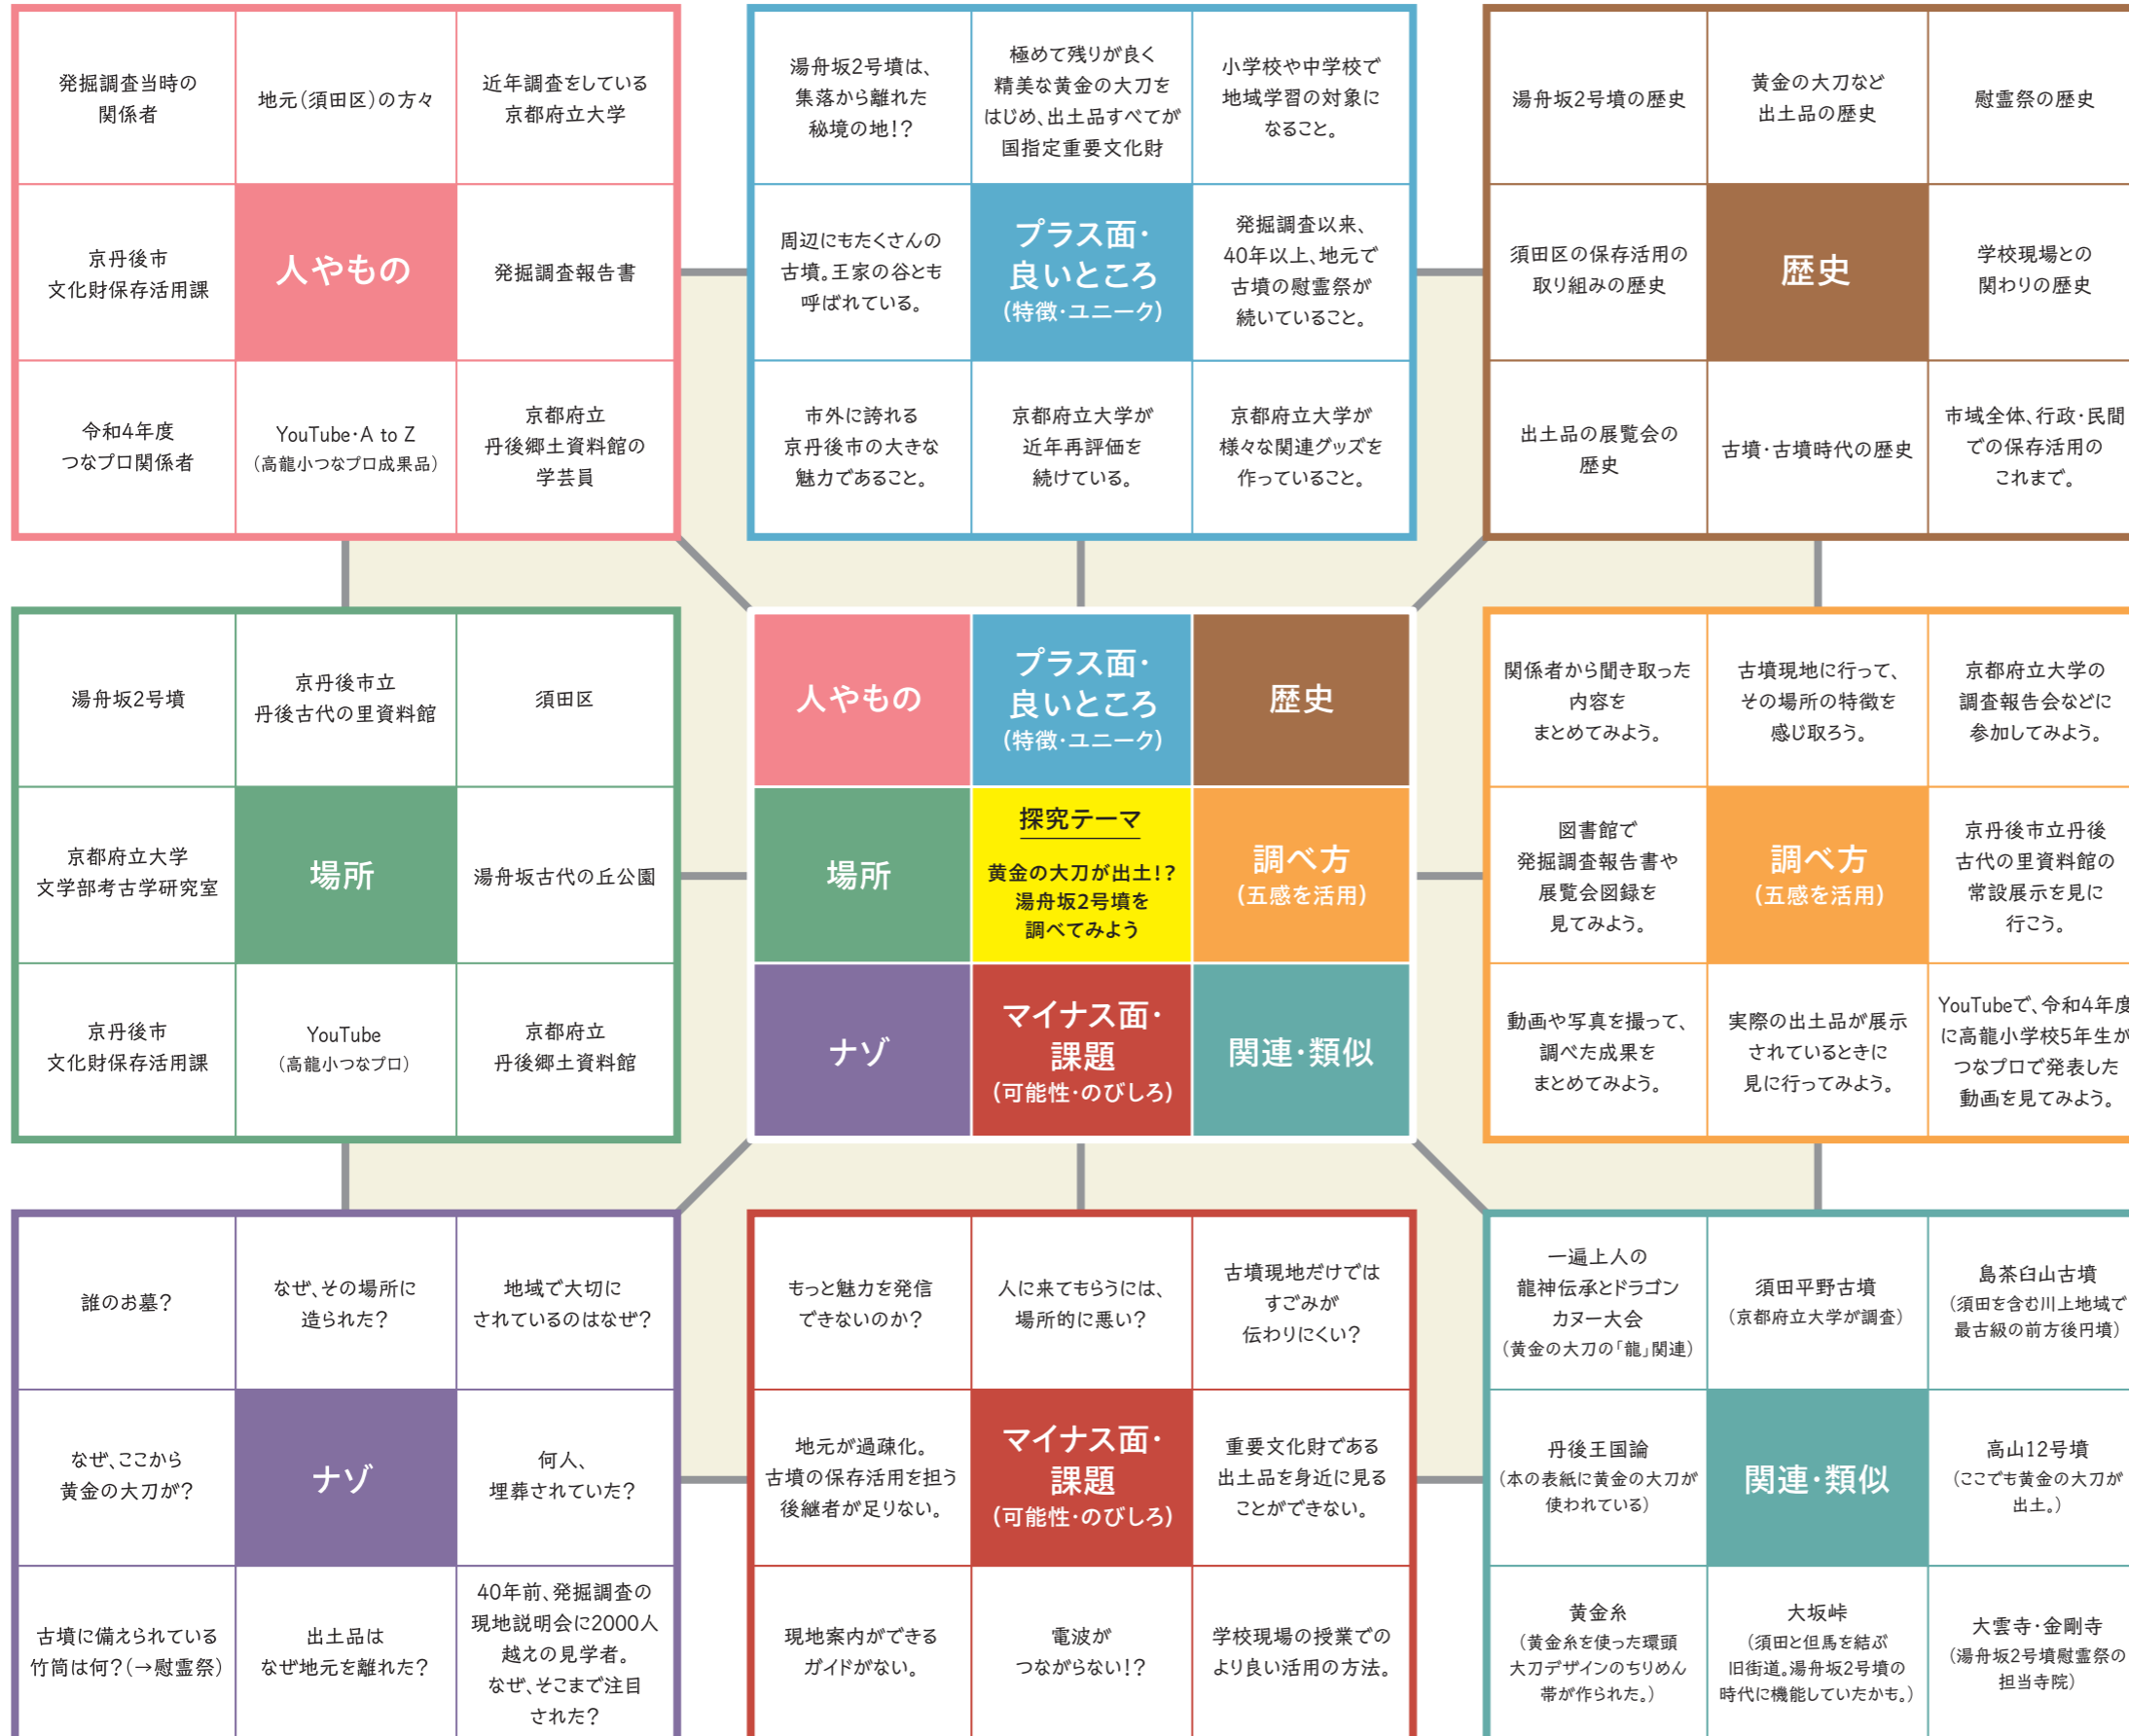 発掘調査当時の
関係者
地元(須田区)の方々
近年調査をしている
京都府立大学
京丹後市
文化財保存活用課
人やもの
発掘調査報告書
令和4年度
つなプロ関係者
YouTube・A to Z
(高龍小つなプロ成果品)
京都府立
丹後郷土資料館の
学芸員
湯舟坂2号墳は、
集落から離れた
秘境の地!?
極めて残りが良く
精美な黄金の大刀を
はじめ、出土品すべてが
国指定重要文化財
小学校や中学校で
地域学習の対象に
なること。
周辺にもたくさんの
古墳。王家の谷とも
呼ばれている。
プラス面・
良いところ
(特徴・ユニーク)
発掘調査以来、
40年以上、地元で
古墳の慰霊祭が
続いていること。
市外に誇れる
京丹後市の大きな
魅力であること。
京都府立大学が
近年再評価を
続けている。
京都府立大学が
様々な関連グッズを
作っていること。
湯舟坂2号墳の歴史
黄金の大刀など
出土品の歴史
慰霊祭の歴史
須田区の保存活用の
取り組みの歴史
歴史
学校現場との
関わりの歴史
出土品の展覧会の
歴史
古墳・古墳時代の歴史
市域全体、行政・民間
での保存活用の
これまで。
湯舟坂2号墳
京丹後市立
丹後古代の里資料館
須田区
京都府立大学
文学部考古学研究室
場所
湯舟坂古代の丘公園
京丹後市
文化財保存活用課
YouTube
(高龍小つなプロ)
京都府立
丹後郷土資料館
人やもの
プラス面・
良いところ
(特徴・ユニーク)
歴史
場所
探究テーマ
黄金の大刀が出土!?
湯舟坂2号墳を
調べてみよう
調べ方
(五感を活用)
ナゾ
マイナス面・
課題
(可能性・のびしろ)
関連・類似
関係者から聞き取った
内容を
まとめてみよう。
古墳現地に行って、
その場所の特徴を
感じ取ろう。
京都府立大学の
調査報告会などに
参加してみよう。
図書館で
発掘調査報告書や
展覧会図録を
見てみよう。
調べ方
(五感を活用)
京丹後市立丹後
古代の里資料館の
常設展示を見に
行こう。
動画や写真を撮って、
調べた成果を
まとめてみよう。
実際の出土品が展示
されているときに
見に行ってみよう。
YouTubeで、令和4年度
に高龍小学校5年生が
つなプロで発表した
動画を見てみよう。
誰のお墓?
なぜ、その場所に
造られた?
地域で大切に
されているのはなぜ?
なぜ、ここから
黄金の大刀が?
ナゾ
何人、
埋葬されていた?
古墳に備えられている
竹筒は何?(→慰霊祭)
出土品は
なぜ地元を離れた?
40年前、発掘調査の
現地説明会に2000人
越えの見学者。
なぜ、そこまで注目
された?
もっと魅力を発信
できないのか?
人に来てもらうには、
場所的に悪い?
古墳現地だけでは
すごみが
伝わりにくい?
地元が過疎化。
古墳の保存活用を担う
後継者が足りない。
マイナス面・
課題
(可能性・のびしろ)
重要文化財である
出土品を身近に見る
ことができない。
現地案内ができる
ガイドがない。
電波が
つながらない!?
学校現場の授業での
より良い活用の方法。
一遍上人の
龍神伝承とドラゴン
カヌー大会
(黄金の大刀の「龍」関連)
須田平野古墳
(京都府立大学が調査)
島茶臼山古墳
(須田を含む川上地域で
最古級の前方後円墳)
丹後王国論
(本の表紙に黄金の大刀が
使われている)
関連・類似
高山12号墳
(ここでも黄金の大刀が
出土。)
黄金糸
(黄金糸を使った環頭
大刀デザインのちりめん
帯が作られた。)
大坂峠
(須田と但馬を結ぶ
旧街道。湯舟坂2号墳の
時代に機能していたかも。)
大雲寺・金剛寺
(湯舟坂2号墳慰霊祭の
担当寺院)